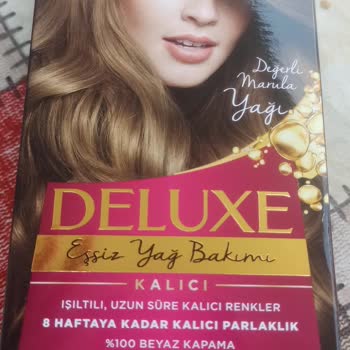 Değerli
Marula
Yağı
DELUXE
Eşsiz Yağ Bakımı
KALICI
IŞILTILI, UZUN SÜRE KALICI RENKLER
8 HAFTAYA KADAR KALICI PARLAKLIK
%100 BEYAZ KAPAMA